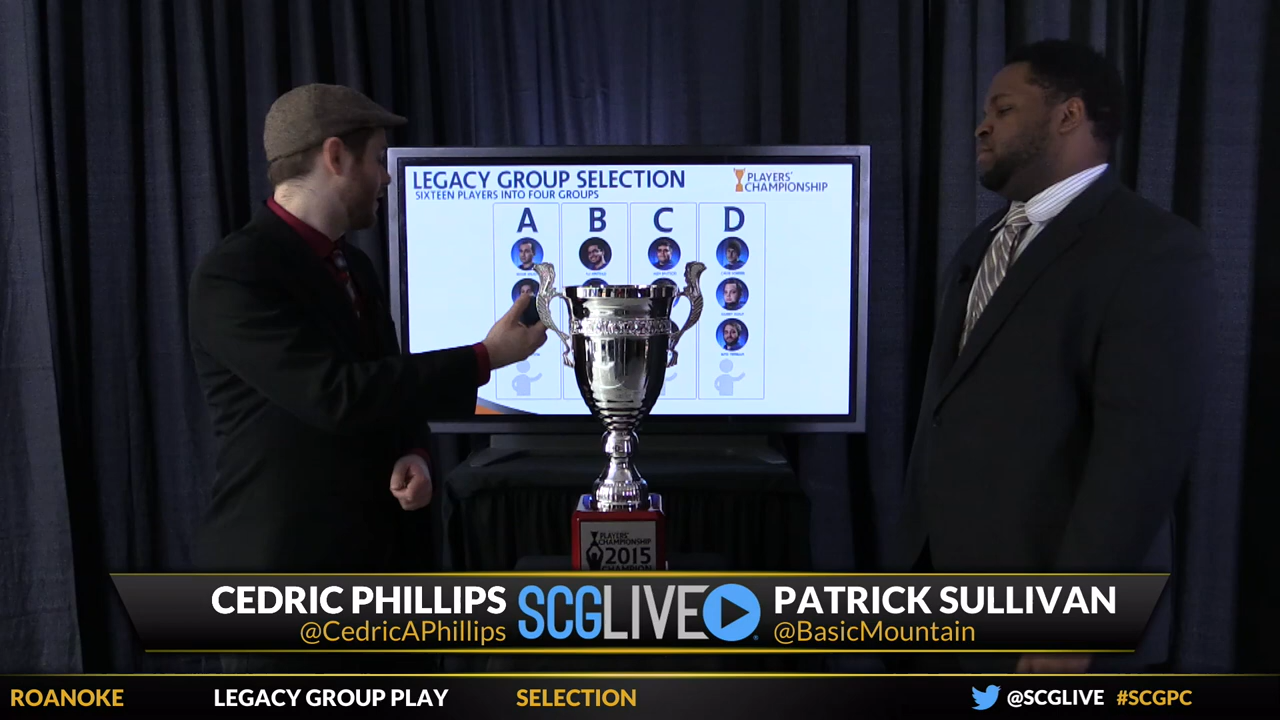 LEGACY GROUP SELECTION
SIXTEEN PLAYERS INTO FOUR GROUPS
PLAYERS'
CHAMPIONSHIP
A B C D
PLAYERS'
CHAMPIONSHIP
2015
CHAMPION
CEDRIC PHILLIPS
@CedricAPhillips
SCGLIVE
PATRICK SULLIVAN
@BasicMountain
ROANOKE LEGACY GROUP PLAY SELECTION @SCGLIVE #SCGPC